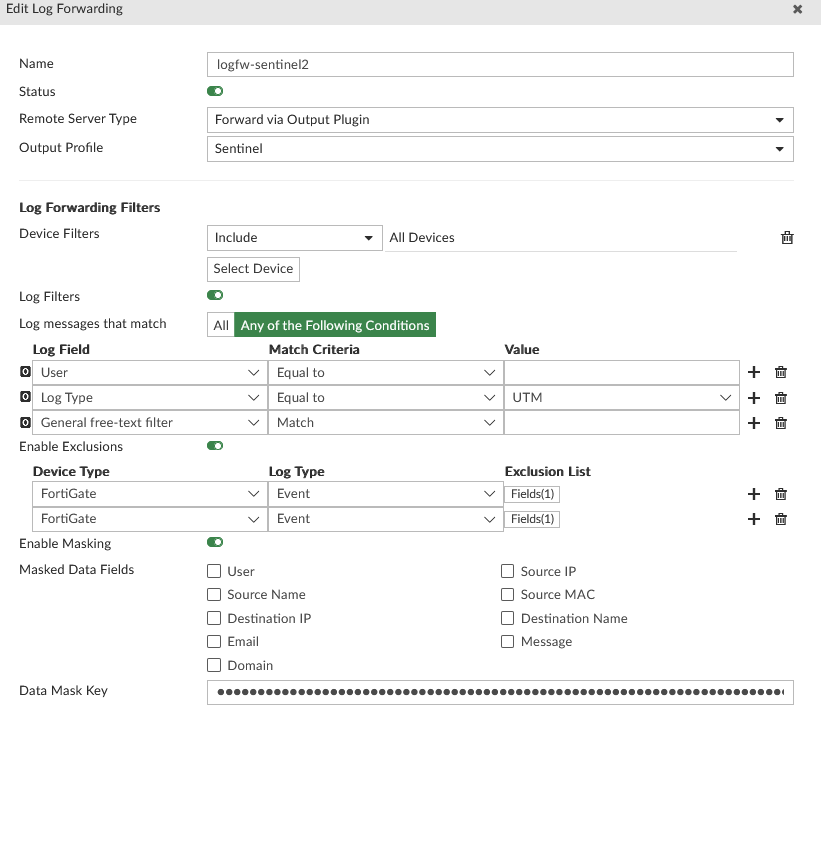 Edit Log Forwarding ✖
Name logfw-sentinel2
Status
Remote Server Type Forward via Output Plugin
Output Profile Sentinel
Log Forwarding Filters
Device Filters Include All Devices
Select Device
Log Filters
Log messages that match All Any of the Following Conditions
Log Field Match Criteria Value
O User Equal to
O Log Type Equal to UTM
O General free-text filter Match
Enable Exclusions
Device Type Log Type Exclusion List
FortiGate Event Fields(1)
FortiGate Event Fields(1)
Enable Masking
Masked Data Fields User Source IP
Source Name Source MAC
Destination IP Destination Name
Email Message
Domain
Data Mask Key